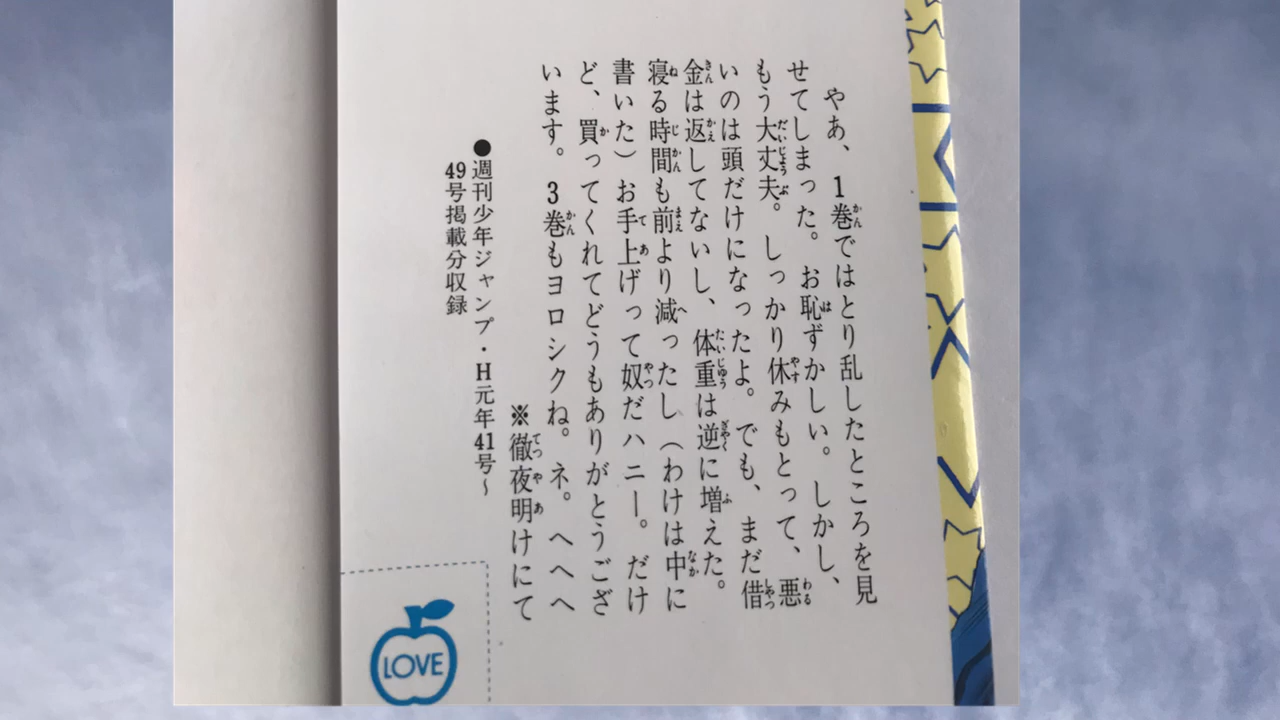 やあ、1巻ではとり乱したところを見
せてしまった。お恥ずかしい。しかし、
もう大丈夫。しっかり休みもとって、悪
いのは頭だけになったよ。でも、まだ借
金は返してないし、体重は逆に増えた。
寝る時間も前より減ったし（わけは中に
書いた）お手上げって奴だハニー。だけ
ど、買ってくれてどうもありがとうござ
います。3巻もヨロシクね。ネ。へへへ
※徹夜明けにて
●週刊少年ジャンプ・H元年41号〜
49号掲載分収録
LOVE